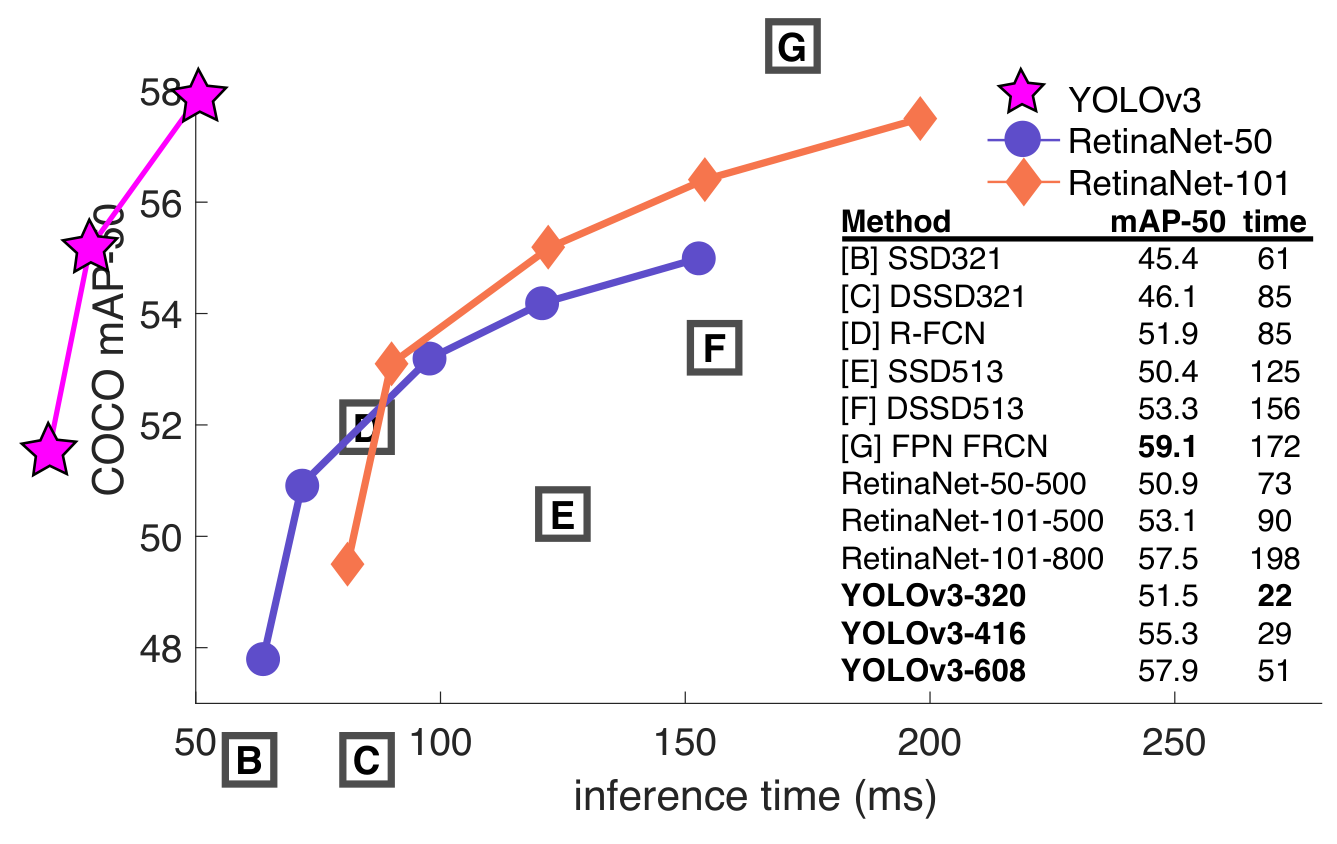 G
58
56
54
52
50
48
COCO mAP-50
D
E
F
B
C
50 100 150 200 250
inference time (ms)
YOLOv3
RetinaNet-50
RetinaNet-101
Method mAP-50 time
[B] SSD321 45.4 61
[C] DSSD321 46.1 85
[D] R-FCN 51.9 85
[E] SSD513 50.4 125
[F] DSSD513 53.3 156
[G] FPN FRCN 59.1 172
RetinaNet-50-500 50.9 73
RetinaNet-101-500 53.1 90
RetinaNet-101-800 57.5 198
YOLOv3-320 51.5 22
YOLOv3-416 55.3 29
YOLOv3-608 57.9 51